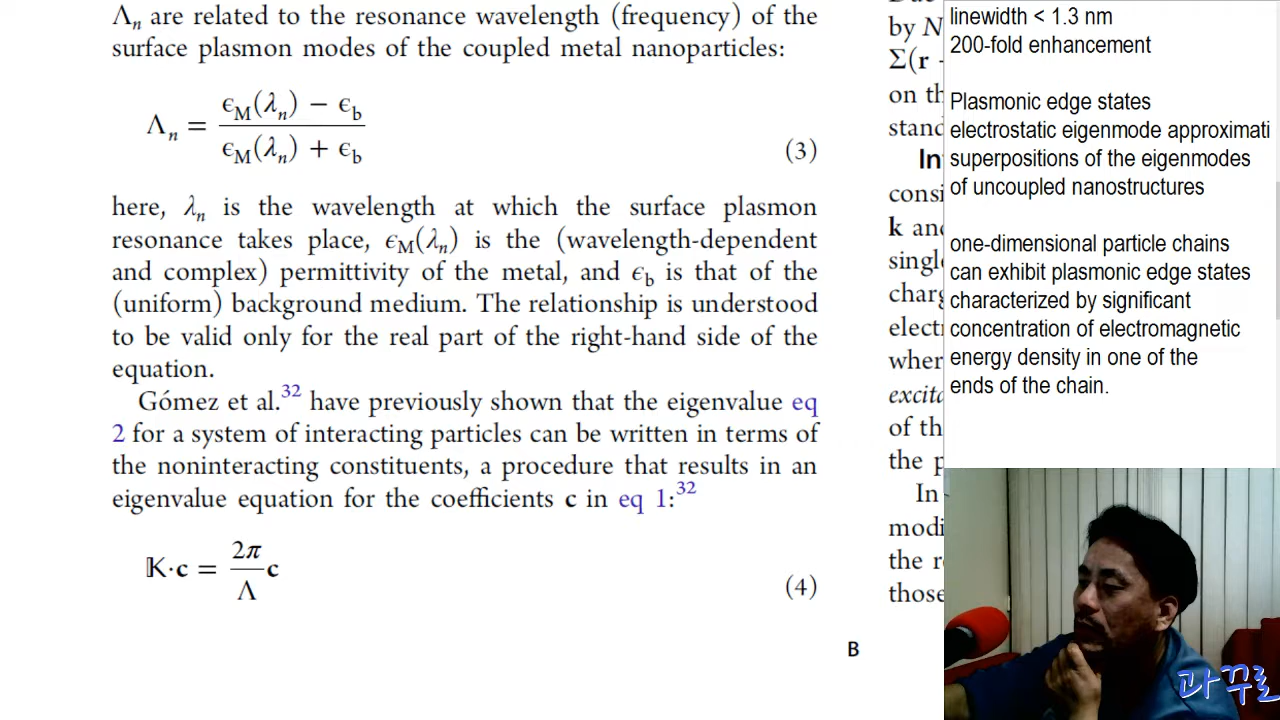 Λn are related to the resonance wavelength (frequency) of the
surface plasmon modes of the coupled metal nanoparticles:
Λn = (ϵM(λn) − ϵb) / (ϵM(λn) + ϵb) (3)
here, λn is the wavelength at which the surface plasmon
resonance takes place, ϵM(λn) is the (wavelength-dependent
and complex) permittivity of the metal, and ϵb is that of the
(uniform) background medium. The relationship is understood
to be valid only for the real part of the right-hand side of the
equation.
Gómez et al.32 have previously shown that the eigenvalue eq
2 for a system of interacting particles can be written in terms of
the noninteracting constituents, a procedure that results in an
eigenvalue equation for the coefficients c in eq 1:32
𝕂·c = 2π/Λ c (4)
B
by N
Σ(r -
on th
stand
In
consi
k and
singl
charg
elect
wher
excita
of th
the p
In
modi
the r
those
linewidth < 1.3 nm
200-fold enhancement
Plasmonic edge states
electrostatic eigenmode approximati
superpositions of the eigenmodes
of uncoupled nanostructures
one-dimensional particle chains
can exhibit plasmonic edge states
characterized by significant
concentration of electromagnetic
energy density in one of the
ends of the chain.
과꾸로